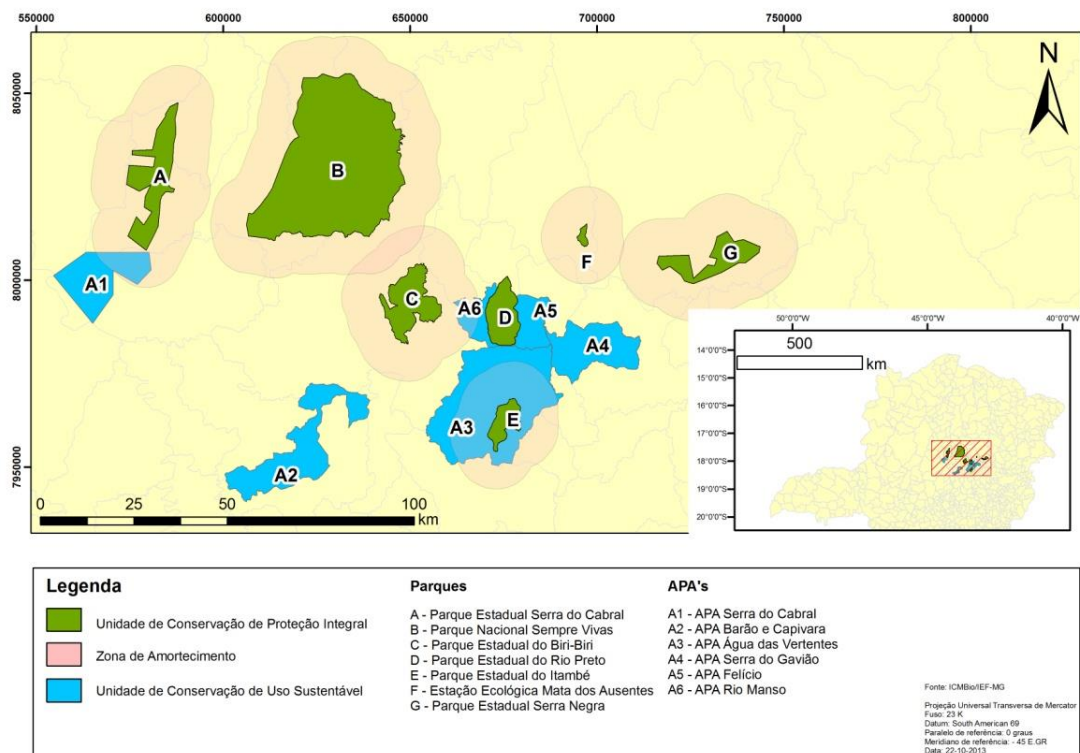 550000 600000 650000 700000 750000 800000
N
8050000
8000000
7950000
A
B
C
D
E
F
G
A1
A2
A3
A4
A5
A6
0 25 50 100
km
50°0'0"W 45°0'0"W 40°0'0"W
500
km
14°0'0"S
15°0'0"S
16°0'0"S
17°0'0"S
18°0'0"S
19°0'0"S
20°0'0"S
Legenda
Unidade de Conservação de Proteção Integral
Zona de Amortecimento
Unidade de Conservação de Uso Sustentável
Parques
A - Parque Estadual Serra do Cabral
B - Parque Nacional Sempre Vivas
C - Parque Estadual do Biri-Biri
D - Parque Estadual do Rio Preto
E - Parque Estadual do Itambé
F - Estação Ecológica Mata dos Ausentes
G - Parque Estadual Serra Negra
APA's
A1 - APA Serra do Cabral
A2 - APA Barão e Capivara
A3 - APA Água das Vertentes
A4 - APA Serra do Gavião
A5 - APA Felício
A6 - APA Rio Manso
Fonte: ICMBio/IEF-MG
Projeção Universal Transversa de Mercator
Fuso: 23 K
Datum: South American 69
Paralelo de referência: 0 graus
Meridiano de referência: - 45 E.GR
Data: 22-10-2013